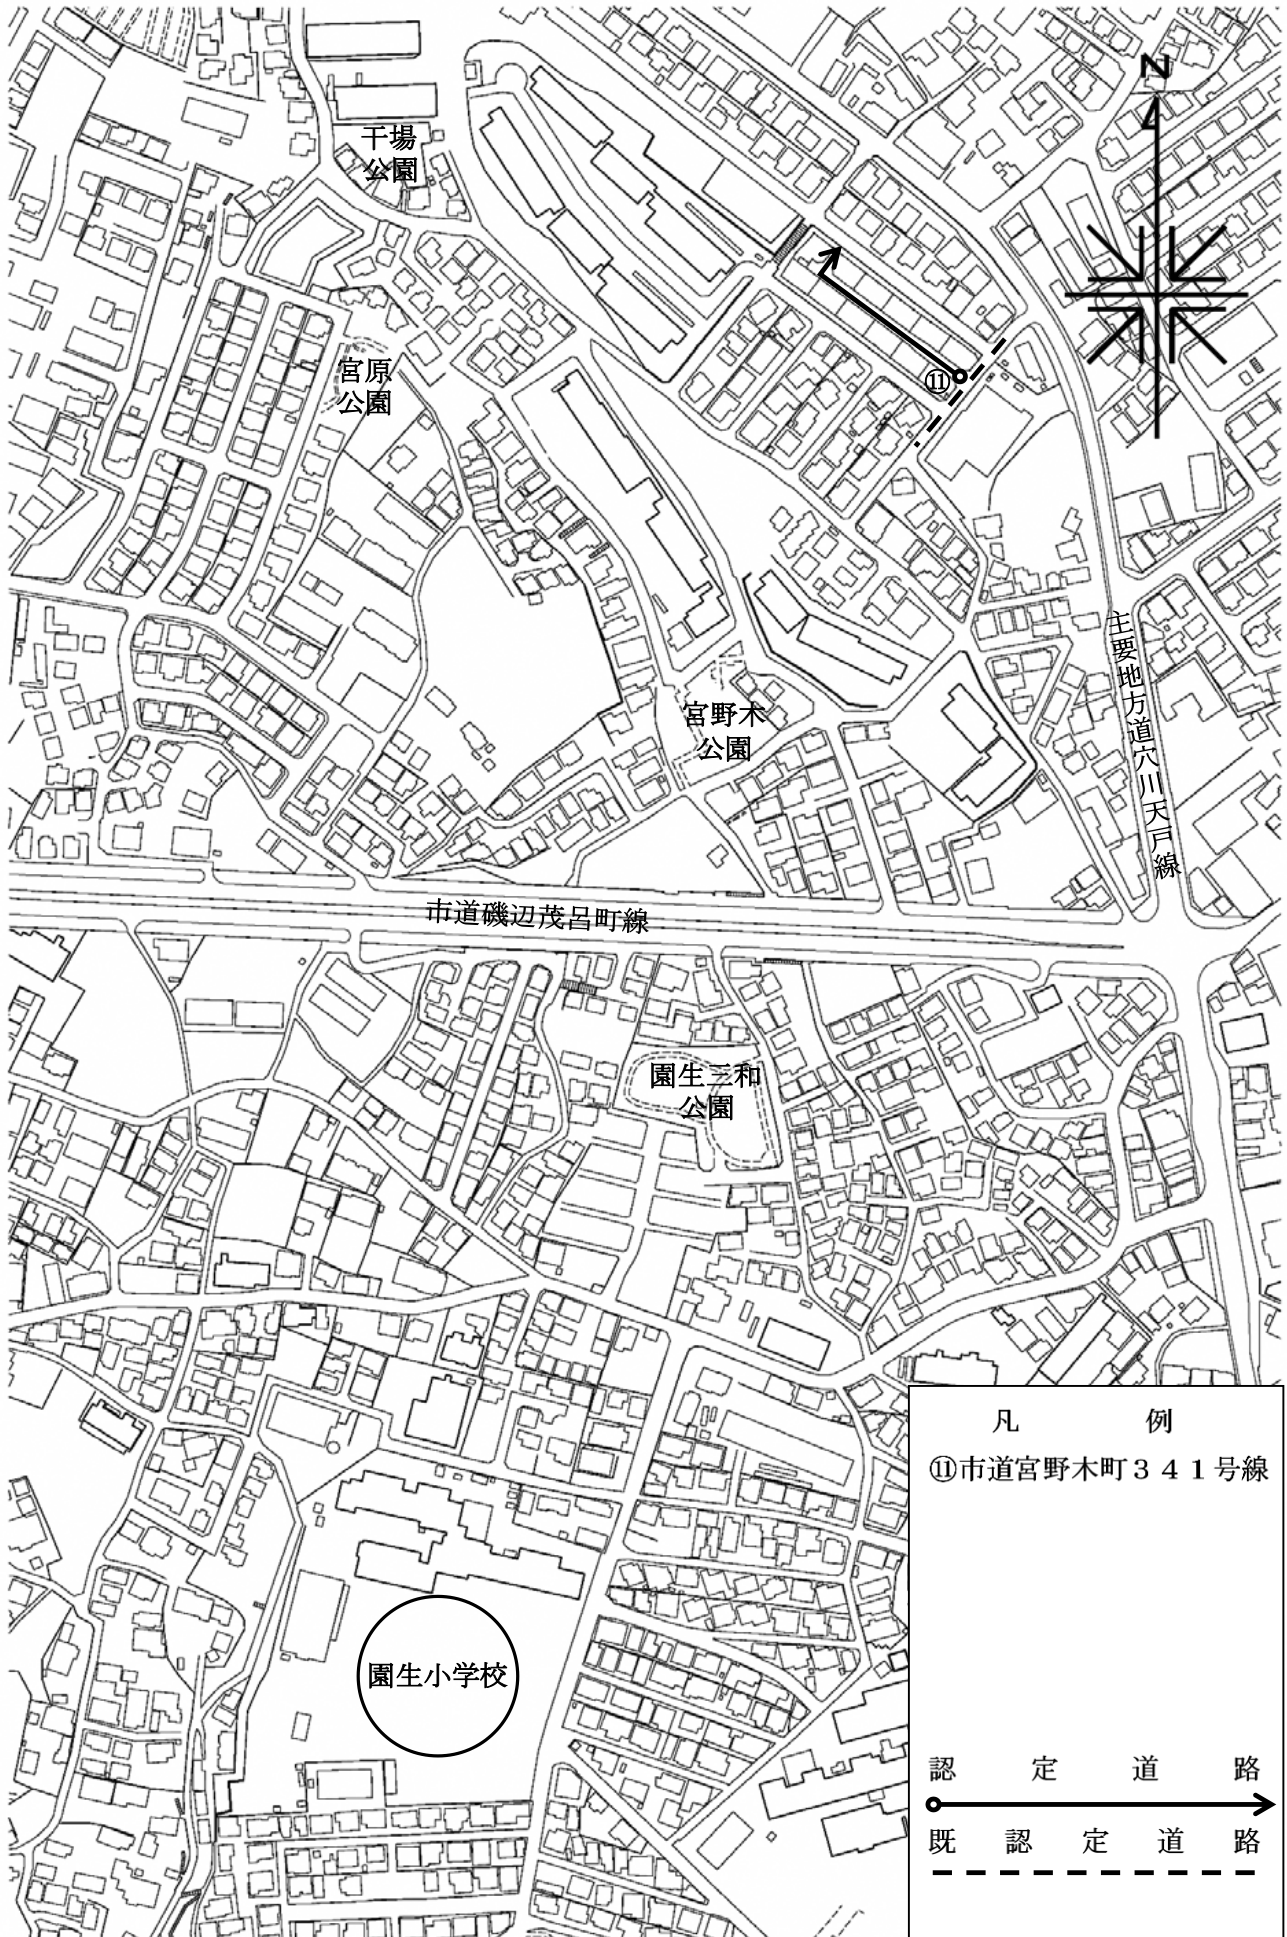 N
干場
公園
宮原
公園
⑪
宮野木
公園
主要地方道穴川天戸線
市道磯辺茂呂町線
園生三和
公園
園生小学校
凡 例
⑪市道宮野木町３４１号線
認 定 道 路
既 認 定 道 路